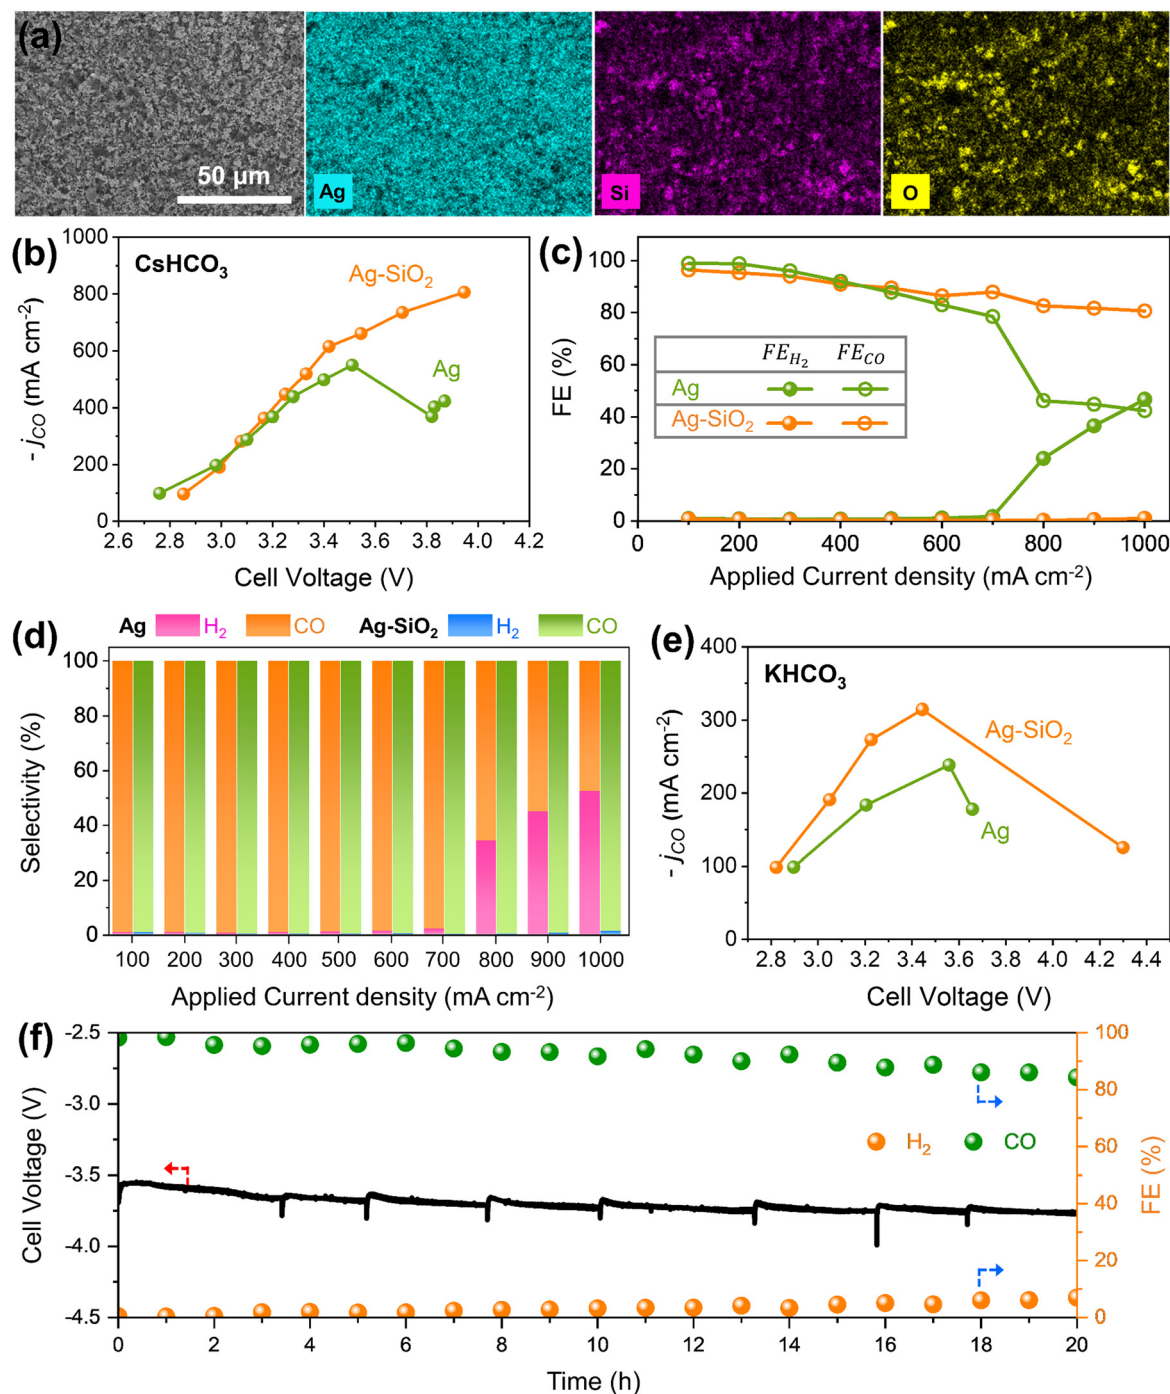 (a)
50 μm
Ag
Si
O
(b)
CsHCO₃
Ag-SiO₂
Ag
1000
800
600
400
200
0
- jCO (mA cm⁻²)
2.6 2.8 3.0 3.2 3.4 3.6 3.8 4.0 4.2
Cell Voltage (V)
(c)
100
80
60
40
20
0
FE (%)
FE_H₂ FE_CO
Ag
Ag-SiO₂
0 200 400 600 800 1000
Applied Current density (mA cm⁻²)
(d)
Ag H₂ CO Ag-SiO₂ H₂ CO
100
80
60
40
20
0
Selectivity (%)
100 200 300 400 500 600 700 800 900 1000
Applied Current density (mA cm⁻²)
(e)
KHCO₃
Ag-SiO₂
Ag
400
300
200
100
0
- jCO (mA cm⁻²)
2.8 3.0 3.2 3.4 3.6 3.8 4.0 4.2 4.4
Cell Voltage (V)
(f)
-2.5
-3.0
-3.5
-4.0
-4.5
Cell Voltage (V)
H₂ CO
100
80
60
40
20
0
FE (%)
0 2 4 6 8 10 12 14 16 18 20
Time (h)